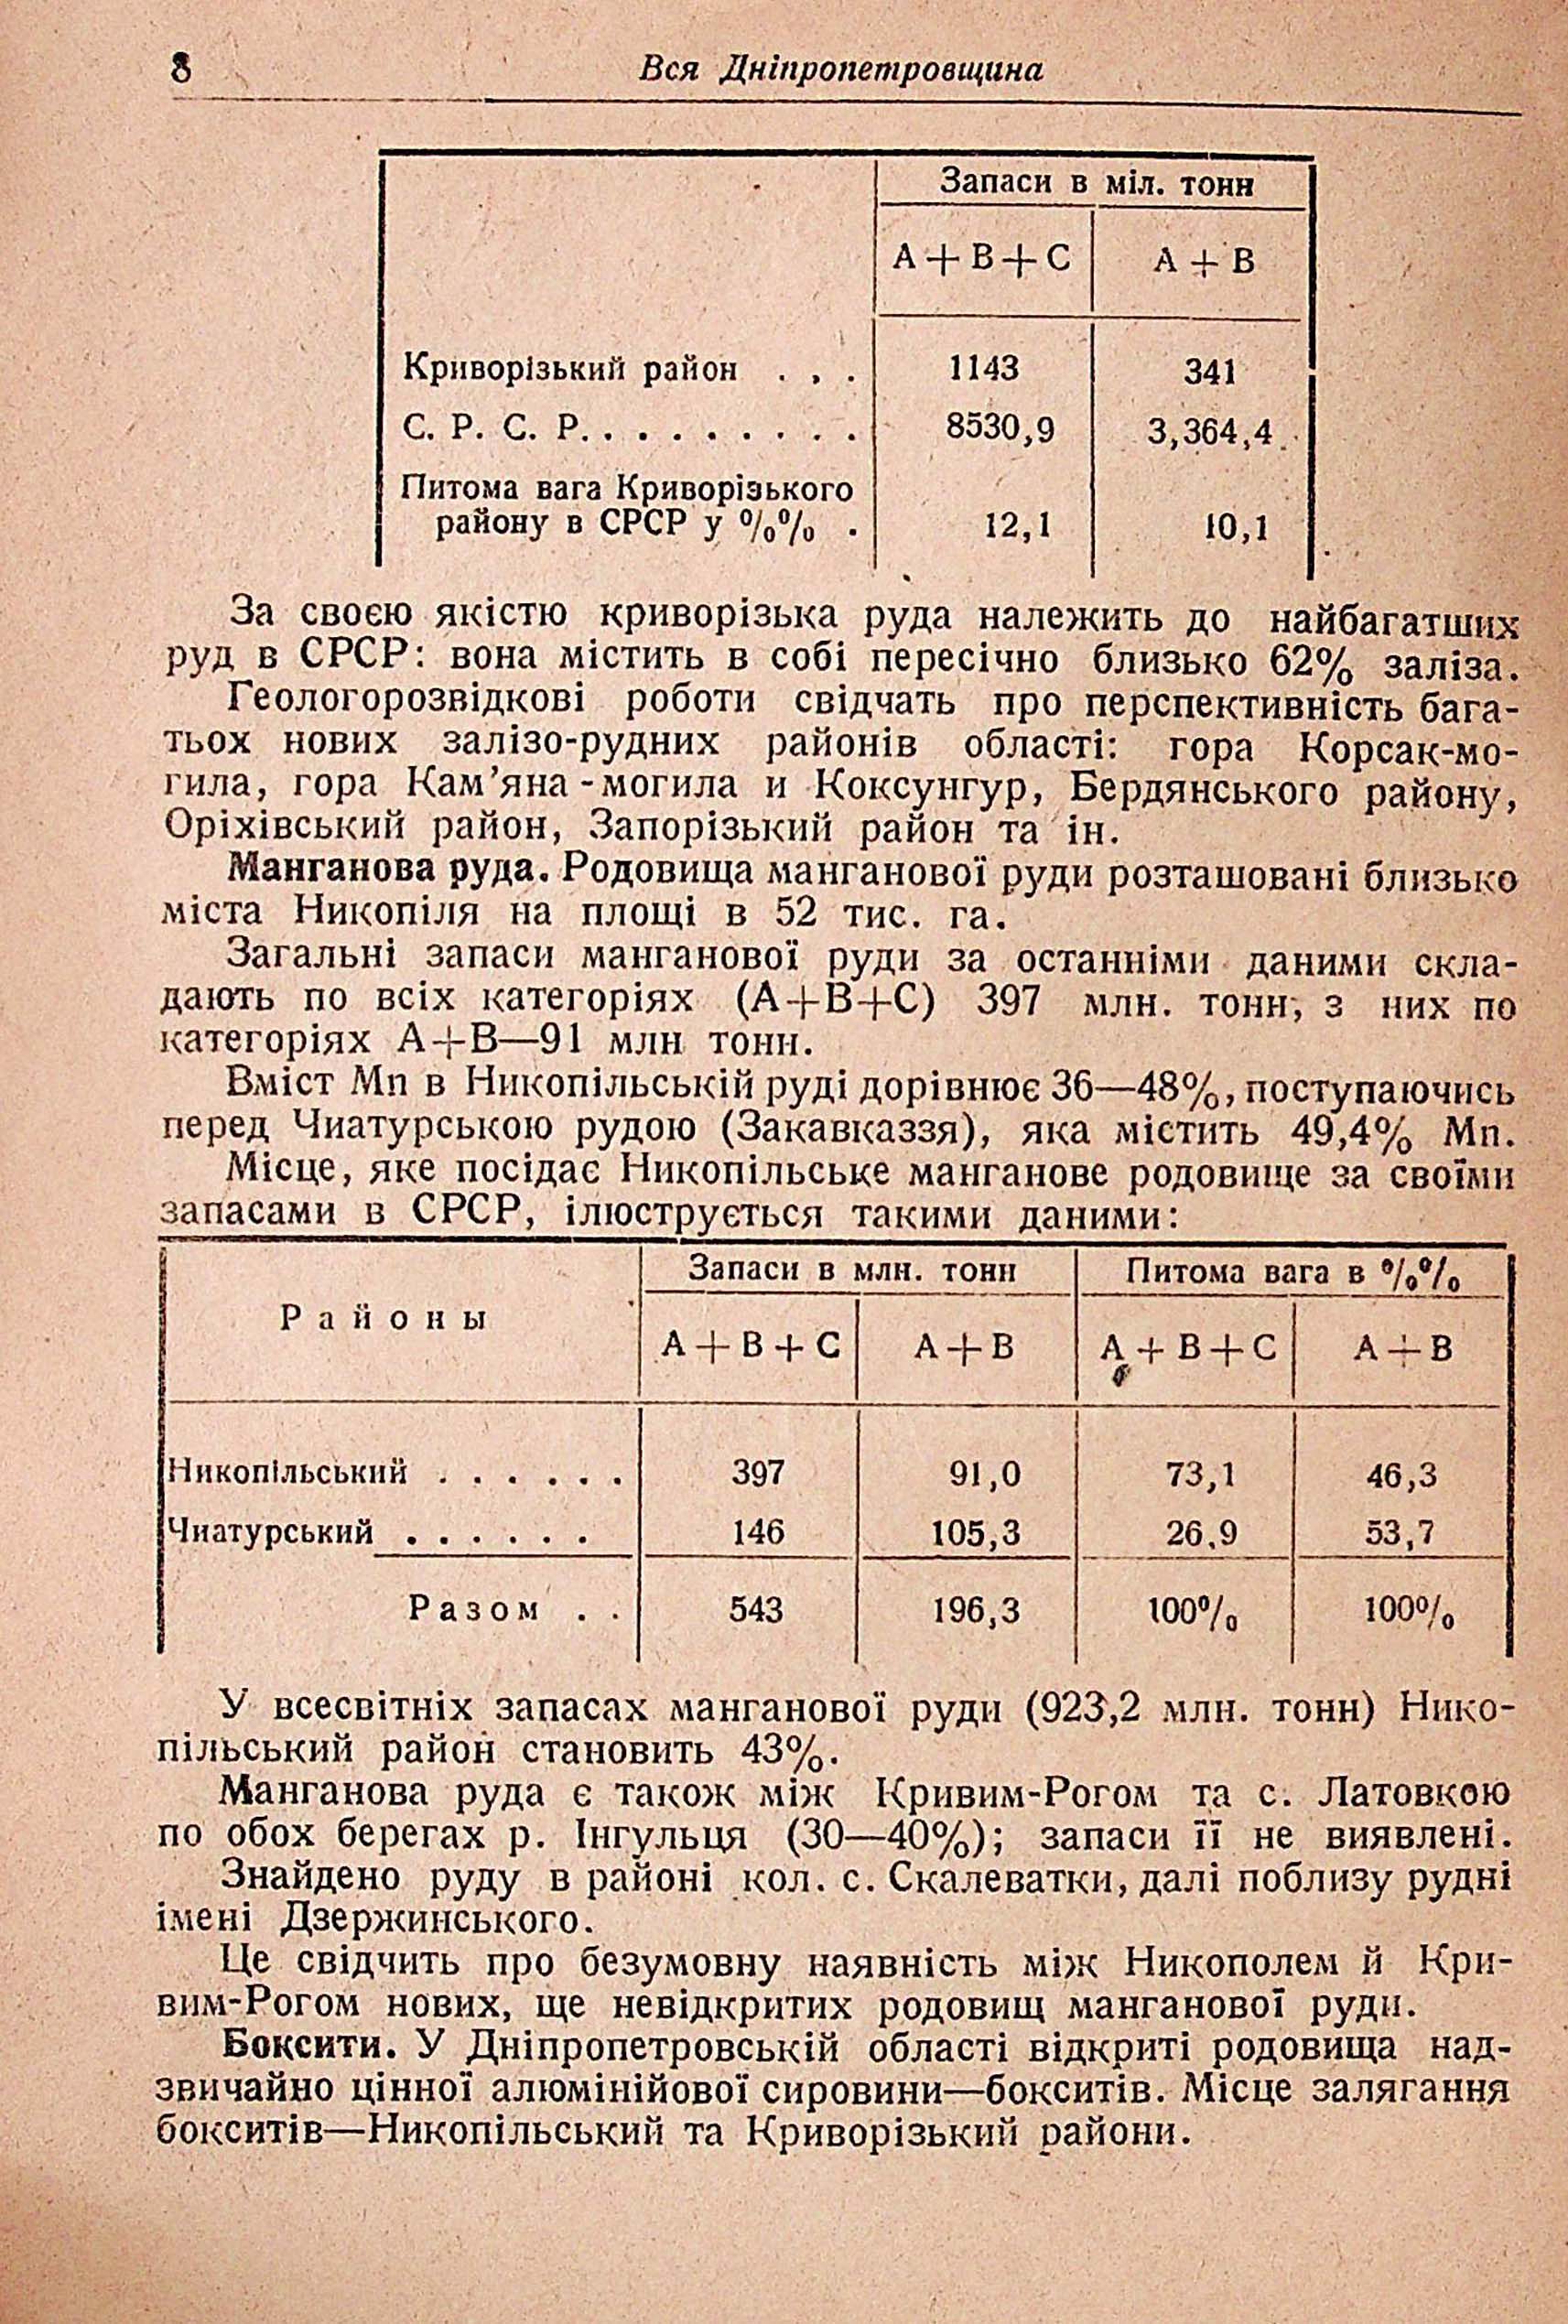 8 Вся Дніпропетровщина
Запаси в міл. тонн
А+В+С А+В
Криворізький район . . . 1143 341
С. Р. С. Р. . . . . . . . . . 8530,9 3,364,4
Питома вага Криворізького
району в СРСР у %% . 12,1 10,1
За своєю якістю криворізька руда належить до найбагатших
руд в СРСР: вона містить в собі пересічно близько 62% заліза.
Геологорозвідкові роботи свідчать про перспективність бага-
тьох нових залізо-рудних районів області: гора Корсак-мо-
гила, гора Кам’яна-могила и Коксунгур, Бердянського району,
Оріхівський район, Запорізький район та ін.
Манганова руда. Родовища манганової руди розташовані близько
міста Никопіля на площі в 52 тис. га.
Загальні запаси манганової руди за останніми даними скла-
дають по всіх категоріях (А+В+С) 397 млн. тонн, з них по
категоріях А+В—91 млн тонн.
Вміст Мп в Никопільській руді дорівнює 36—48%, поступаючись
перед Чиатурською рудою (Закавказзя), яка містить 49,4% Мп.
Місце, яке посідає Никопільське манганове родовище за своїми
запасами в СРСР, ілюструється такими даними:
Районы Запаси в млн. тонн Питома вага в %%
А+В+С А+В А+В+С А+В
Никопільський . . . . . . 397 91,0 73,1 46,3
Чиатурський . . . . . . 146 105,3 26,9 53,7
Разом . . 543 196,3 100% 100%
У всесвітніх запасах манганової руди (923,2 млн. тонн) Нико-
пільський район становить 43%.
Манганова руда є також між Кривим-Рогом та с. Латовкою
по обох берегах р. Інгульця (30—40%); запаси її не виявлені.
Знайдено руду в районі кол. с. Скалеватки, далі поблизу рудні
імені Дзержинського.
Це свідчить про безумовну наявність між Никополем й Кри-
вим-Рогом нових, ще невідкритих родовищ манганової руди.
Боксити. У Дніпропетровській області відкриті родовища над-
звичайно цінної алюмінійової сировини—бокситів. Місце залягання
бокситів—Никопільський та Криворізький райони.